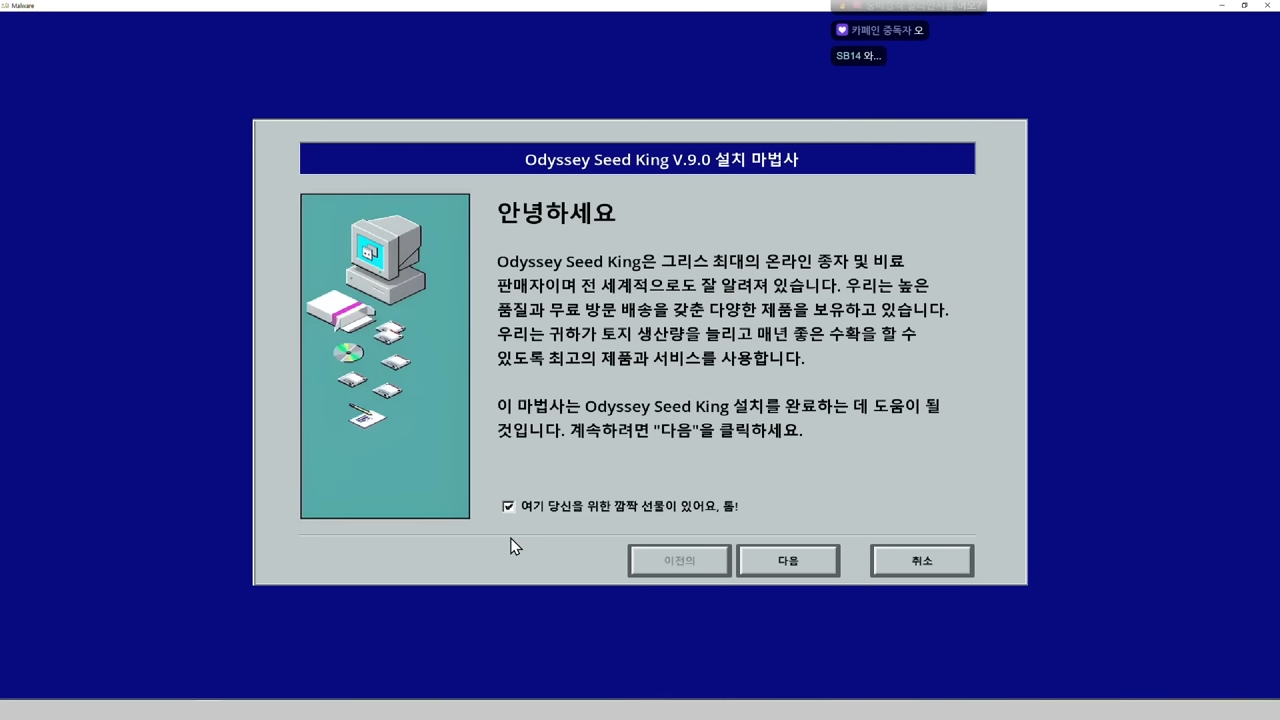 Malware
카페인 중독자 오
SB14 와...
Odyssey Seed King V.9.0 설치 마법사
안녕하세요
Odyssey Seed King은 그리스 최대의 온라인 종자 및 비료
판매자이며 전 세계적으로도 잘 알려져 있습니다. 우리는 높은
품질과 무료 방문 배송을 갖춘 다양한 제품을 보유하고 있습니다.
우리는 귀하가 토지 생산량을 늘리고 매년 좋은 수확을 할 수
있도록 최고의 제품과 서비스를 사용합니다.
이 마법사는 Odyssey Seed King 설치를 완료하는 데 도움이 될
것입니다. 계속하려면 "다음"을 클릭하세요.
여기 당신을 위한 깜짝 선물이 있어요, 톰!
이전의
다음
취소